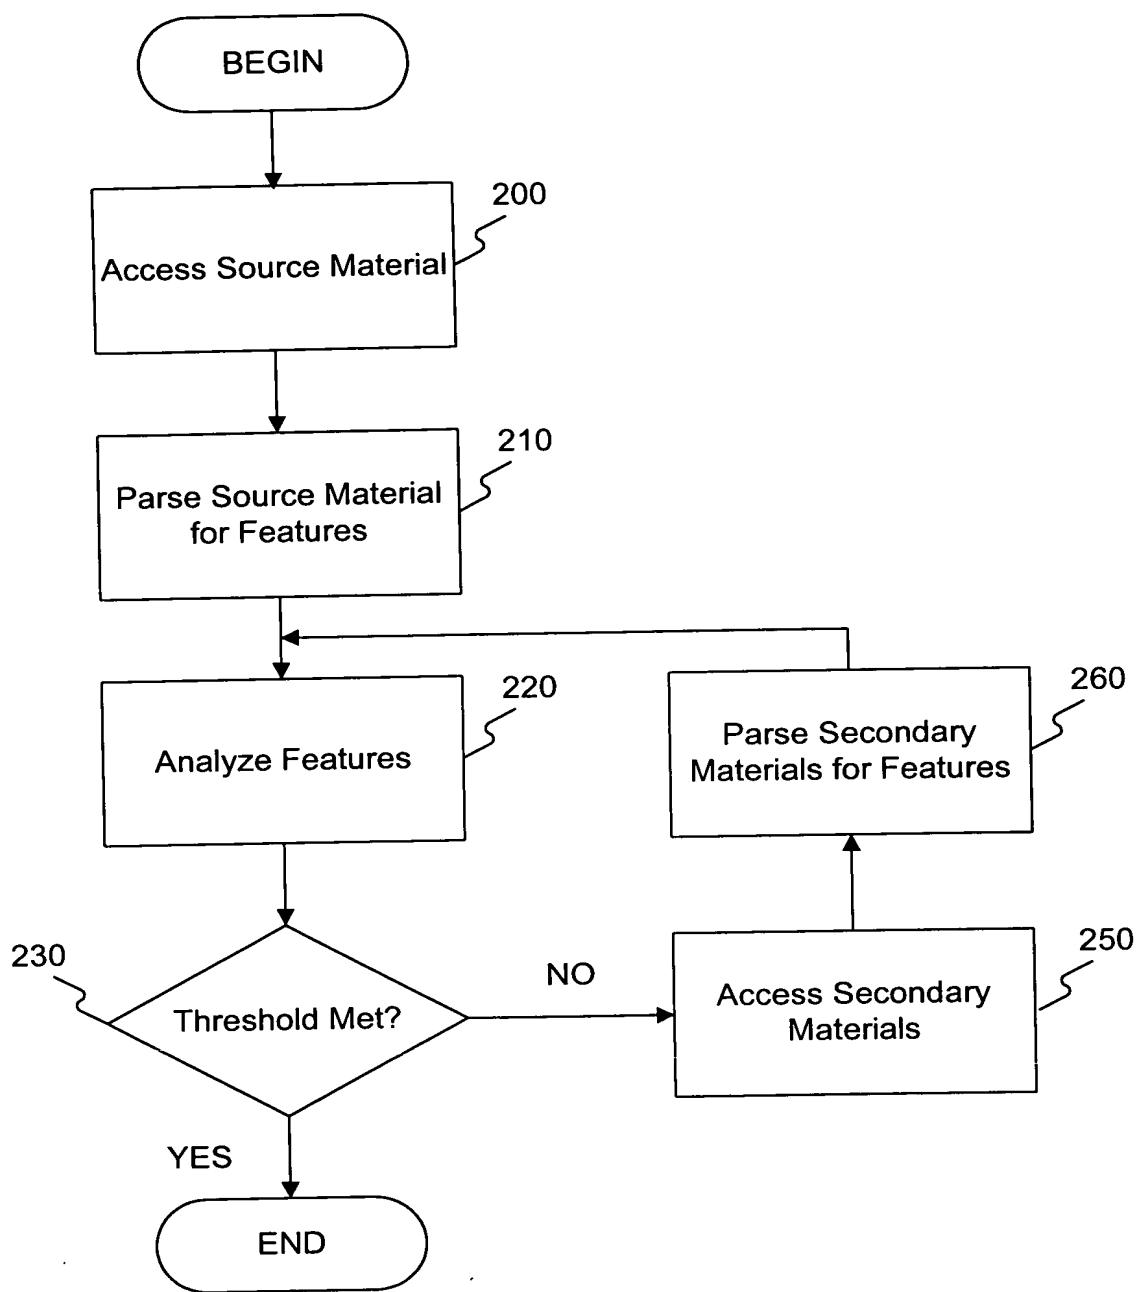 BEGIN
200
Access Source Material
210
Parse Source Material
for Features
220
Analyze Features
260
Parse Secondary
Materials for Features
230
Threshold Met?
NO
250
Access Secondary
Materials
YES
END